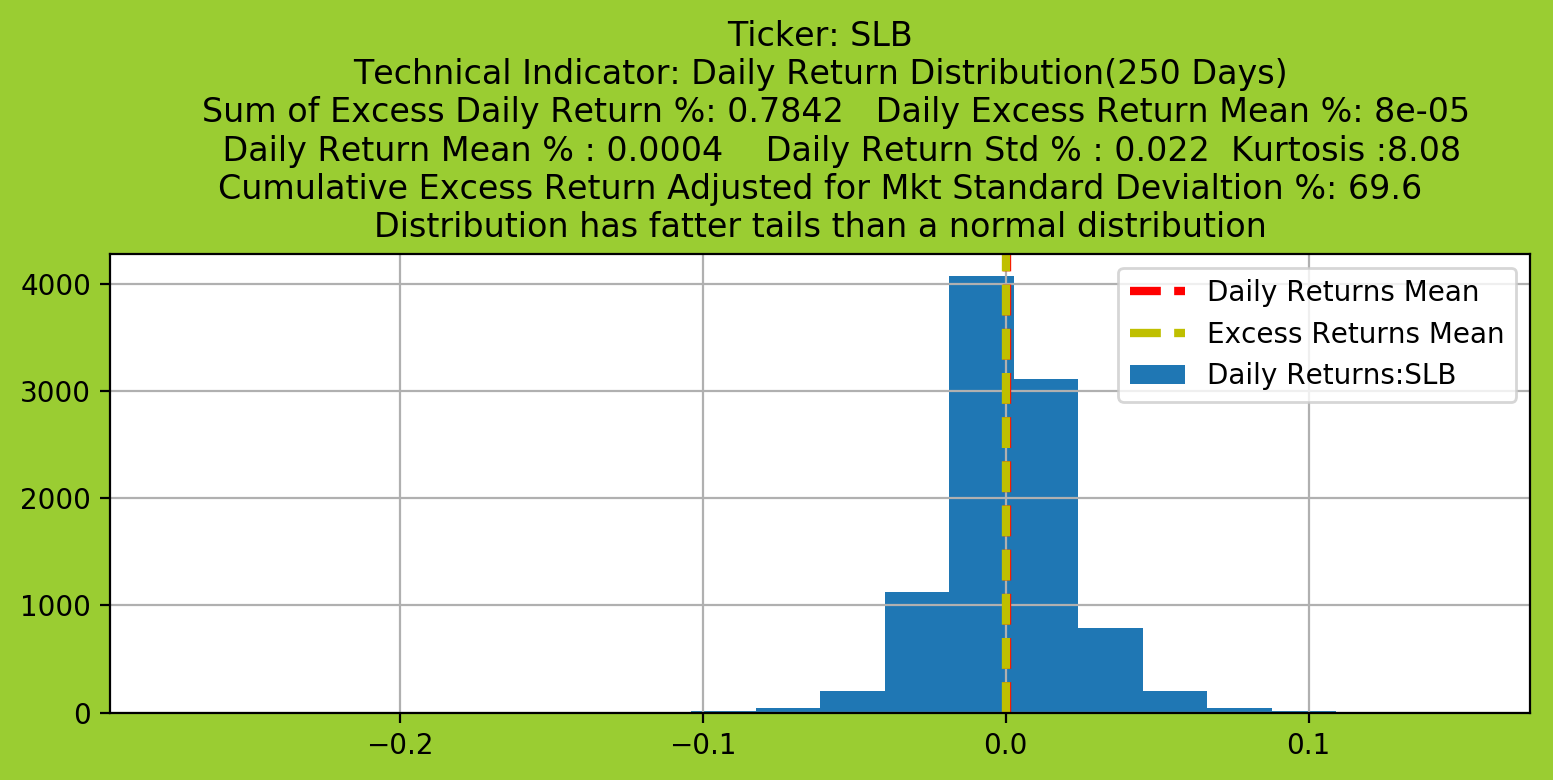 Ticker: SLB
Technical Indicator: Daily Return Distribution(250 Days)
Sum of Excess Daily Return %: 0.7842   Daily Excess Return Mean %: 8e-05
Daily Return Mean % : 0.0004    Daily Return Std % : 0.022  Kurtosis :8.08
Cumulative Excess Return Adjusted for Mkt Standard Devialtion %: 69.6
Distribution has fatter tails than a normal distribution
4000
3000
2000
1000
0
−0.2
−0.1
0.0
0.1
Daily Returns Mean
Excess Returns Mean
Daily Returns:SLB